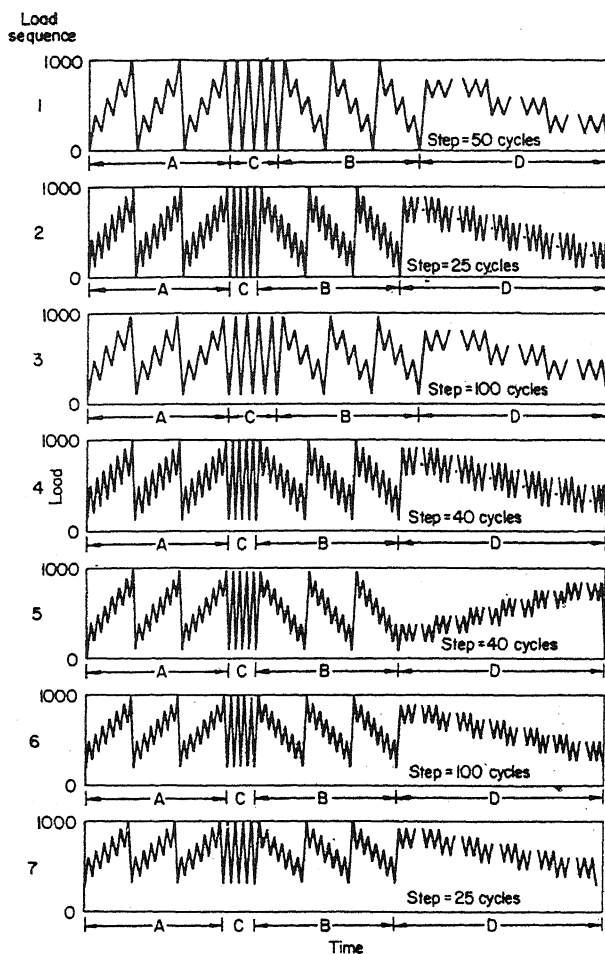 Load
sequence
1000
1
0
Step=50 cycles
A C B D
1000
2
0
Step=25 cycles
A C B D
1000
3
0
Step=100 cycles
A C B D
1000
4
Load
0
Step=40 cycles
A C B D
1000
5
0
Step=40 cycles
A C B D
1000
6
0
Step=100 cycles
A C B D
1000
7
0
Step=25 cycles
A C B D
Time